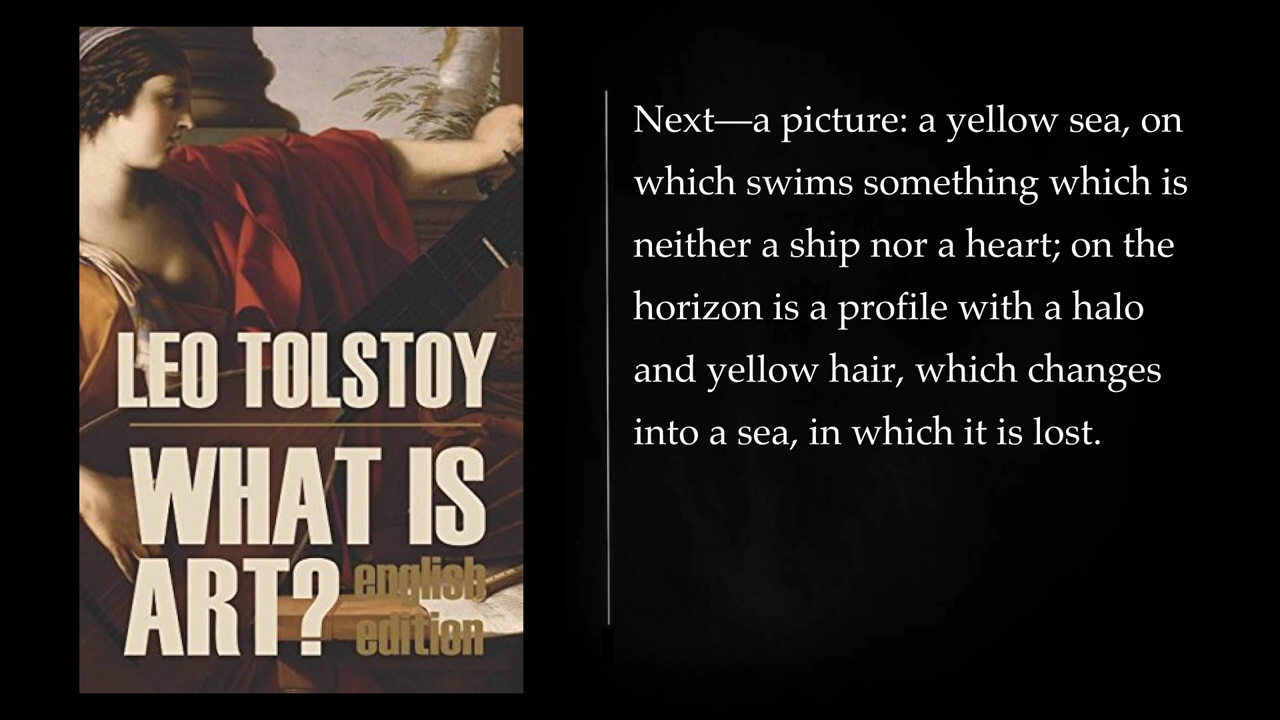 LEO TOLSTOY
WHAT IS
ART?
english
edition
Next—a picture: a yellow sea, on
which swims something which is
neither a ship nor a heart; on the
horizon is a profile with a halo
and yellow hair, which changes
into a sea, in which it is lost.